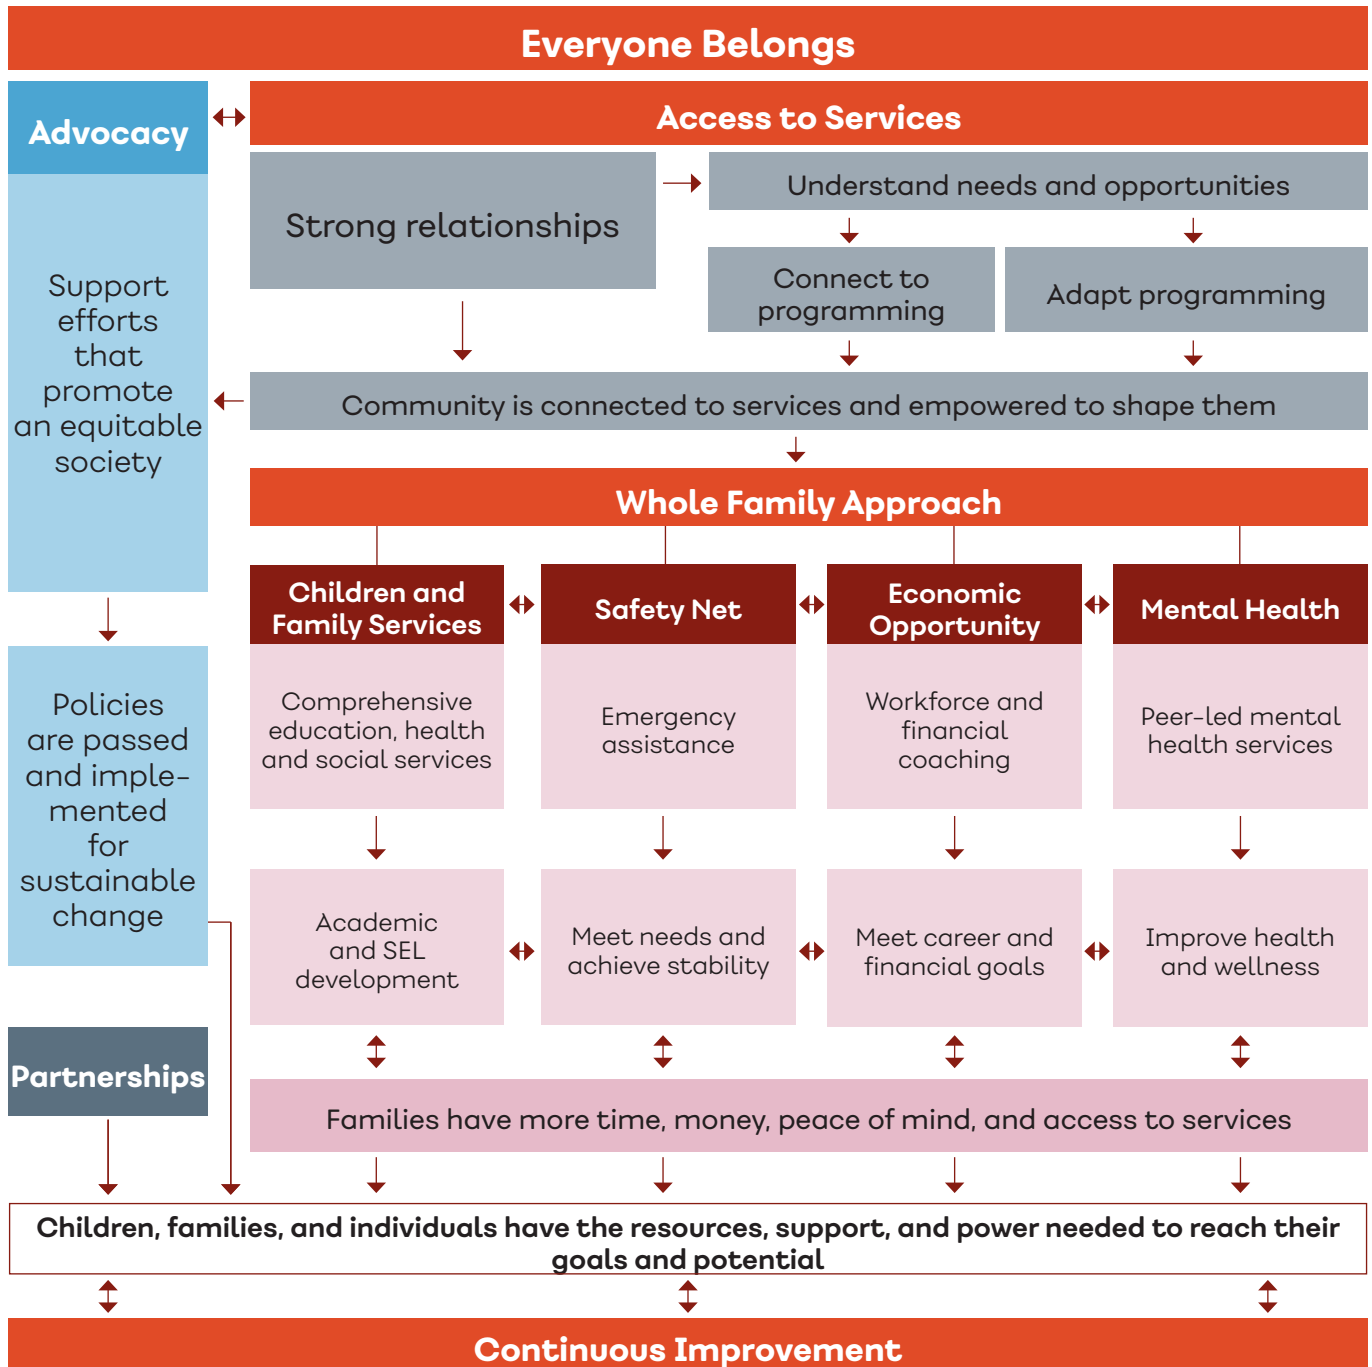 Everyone Belongs
Advocacy
Support
efforts
that
promote
an equitable
society
Policies
are passed
and imple-
mented
for
sustainable
change
Partnerships
Access to Services
Strong relationships
Understand needs and opportunities
Connect to
programming
Adapt programming
Community is connected to services and empowered to shape them
Whole Family Approach
Children and
Family Services
Safety Net
Economic
Opportunity
Mental Health
Comprehensive
education, health
and social services
Emergency
assistance
Workforce and
financial
coaching
Peer-led mental
health services
Academic
and SEL
development
Meet needs and
achieve stability
Meet career and
financial goals
Improve health
and wellness
Families have more time, money, peace of mind, and access to services
Children, families, and individuals have the resources, support, and power needed to reach their
goals and potential
Continuous Improvement